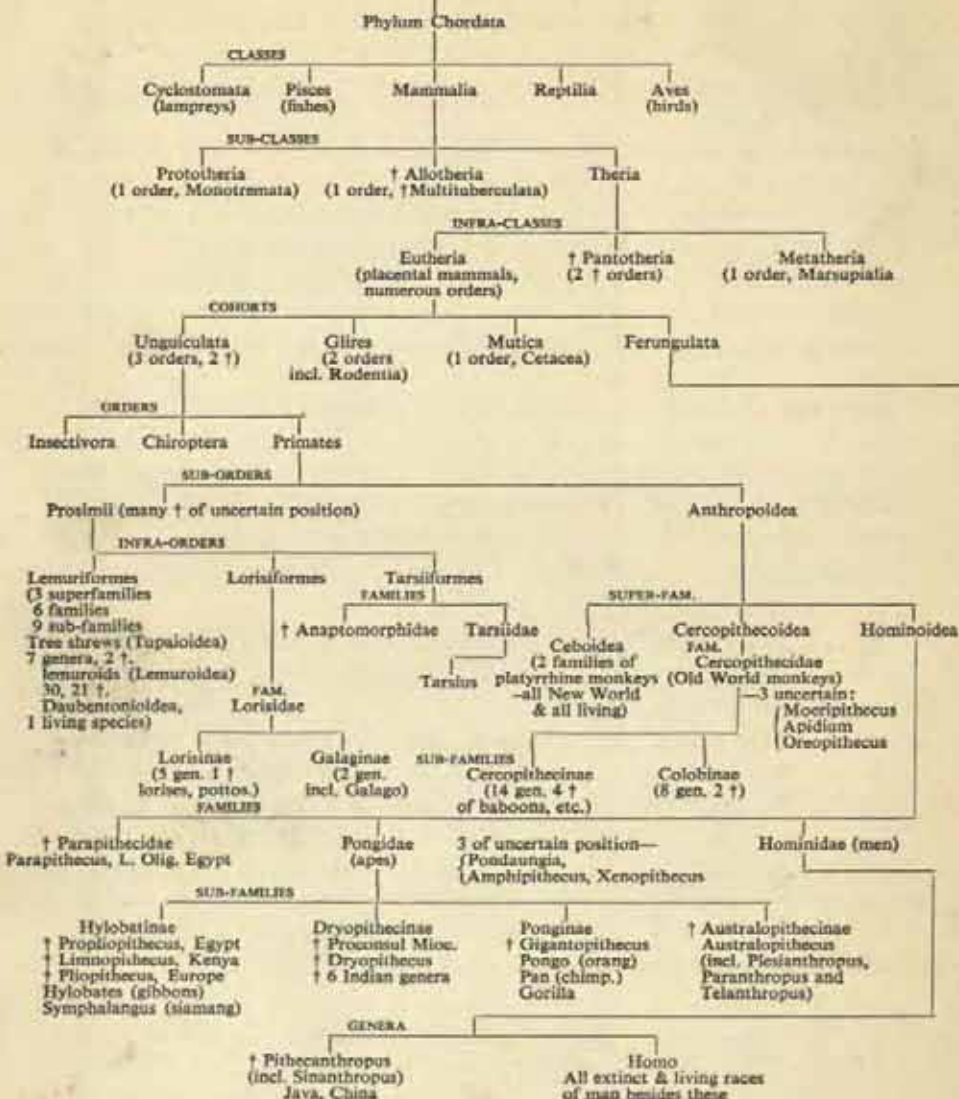 Phylum Chordata
CLASSES
Cyclostomata Pisces Mammalia Reptilia Aves
(lampreys) (fishes) (birds)
SUB-CLASSES
Prototheria † Allotheria Theria
(1 order, Monotremata) (1 order, †Multituberculata)
INFRA-CLASSES
Eutheria † Pantotheria Metatheria
(placental mammals, (2 † orders) (1 order, Marsupialia
numerous orders)
COHORTS
Unguiculata Glires Mutica Ferungulata
(3 orders, 2 †) (2 orders (1 order, Cetacea)
incl. Rodentia)
ORDERS
Insectivora Chiroptera Primates
SUB-ORDERS
Prosimii (many † of uncertain position) Anthropoidea
INFRA-ORDERS
Lemuriformes Lorisiformes Tarsiiformes
(3 superfamilies
6 families
9 sub-families
Tree shrews (Tupaioidea)
7 genera, 2 †.
lemuroids (Lemuroidea)
30, 21 †.
Daubentonioidea,
1 living species)
FAMILIES
† Anaptomorphidae Tarsiidae
Tarsius
SUPER-FAM.
Ceboidea Cercopithecoidea Hominoidea
(2 families of
platyrrhine monkeys
–all New World
& all living)
FAM.
Cercopithecidae
(Old World monkeys)
—3 uncertain:
Moeripithecus
Apidium
Oreopithecus
FAM.
Lorisidae
Lorisinae Galaginae
(5 gen. 1 † (2 gen.
lorises, pottos.) incl. Galago)
SUB-FAMILIES
Cercopithecinae Colobinae
(14 gen. 4 † (8 gen. 2 †)
of baboons, etc.)
FAMILIES
† Parapithecidae Pongidae 3 of uncertain position— Hominidae (men)
Parapithecus, L. Olig. Egypt (apes) Pondaungia,
Amphipithecus, Xenopithecus
SUB-FAMILIES
Hylobatinae Dryopithecinae Ponginae † Australopithecinae
† Propliopithecus, Egypt † Proconsul Mioc. † Gigantopithecus Australopithecus
† Limnopithecus, Kenya † Dryopithecus Pongo (orang) (incl. Plesianthropus,
† Pliopithecus, Europe † 6 Indian genera Pan (chimp.) Paranthropus and
Hylobates (gibbons) Gorilla Telanthropus)
Symphalangus (siamang)
GENERA
† Pithecanthropus Homo
(incl. Sinanthropus) All extinct & living races
Java, China of man besides these